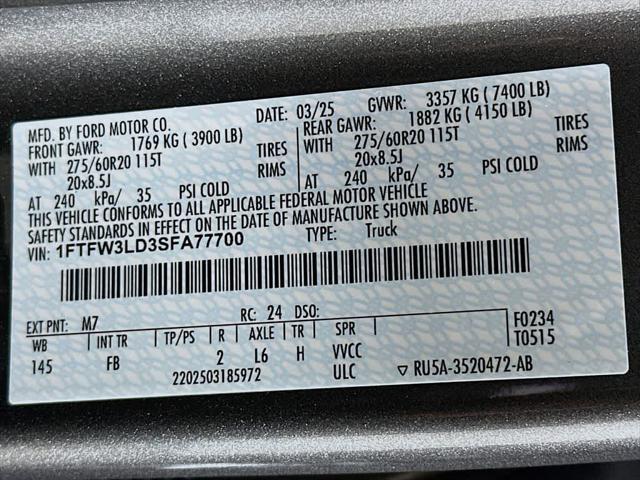 MFD. BY FORD MOTOR CO.
DATE: 03/25 GVWR: 3357 KG ( 7400 LB)
FRONT GAWR: 1769 KG ( 3900 LB)
REAR GAWR: 1882 KG ( 4150 LB)
WITH 275/60R20 115T TIRES
WITH 275/60R20 115T TIRES
20x8.5J RIMS
20x8.5J RIMS
AT 240 kPa/ 35 PSI COLD
AT 240 kPa/ 35 PSI COLD
THIS VEHICLE CONFORMS TO ALL APPLICABLE FEDERAL MOTOR VEHICLE
SAFETY STANDARDS IN EFFECT ON THE DATE OF MANUFACTURE SHOWN ABOVE.
VIN: 1FTFW3LD3SFA77700 TYPE: Truck
EXT PNT: M7 RC: 24 DSO:
F0234
T0515
WB INT TR TP/PS R AXLE TR SPR
145 FB 2 L6 H VVCC
ULC
2202503185972
▽ RU5A-3520472-AB